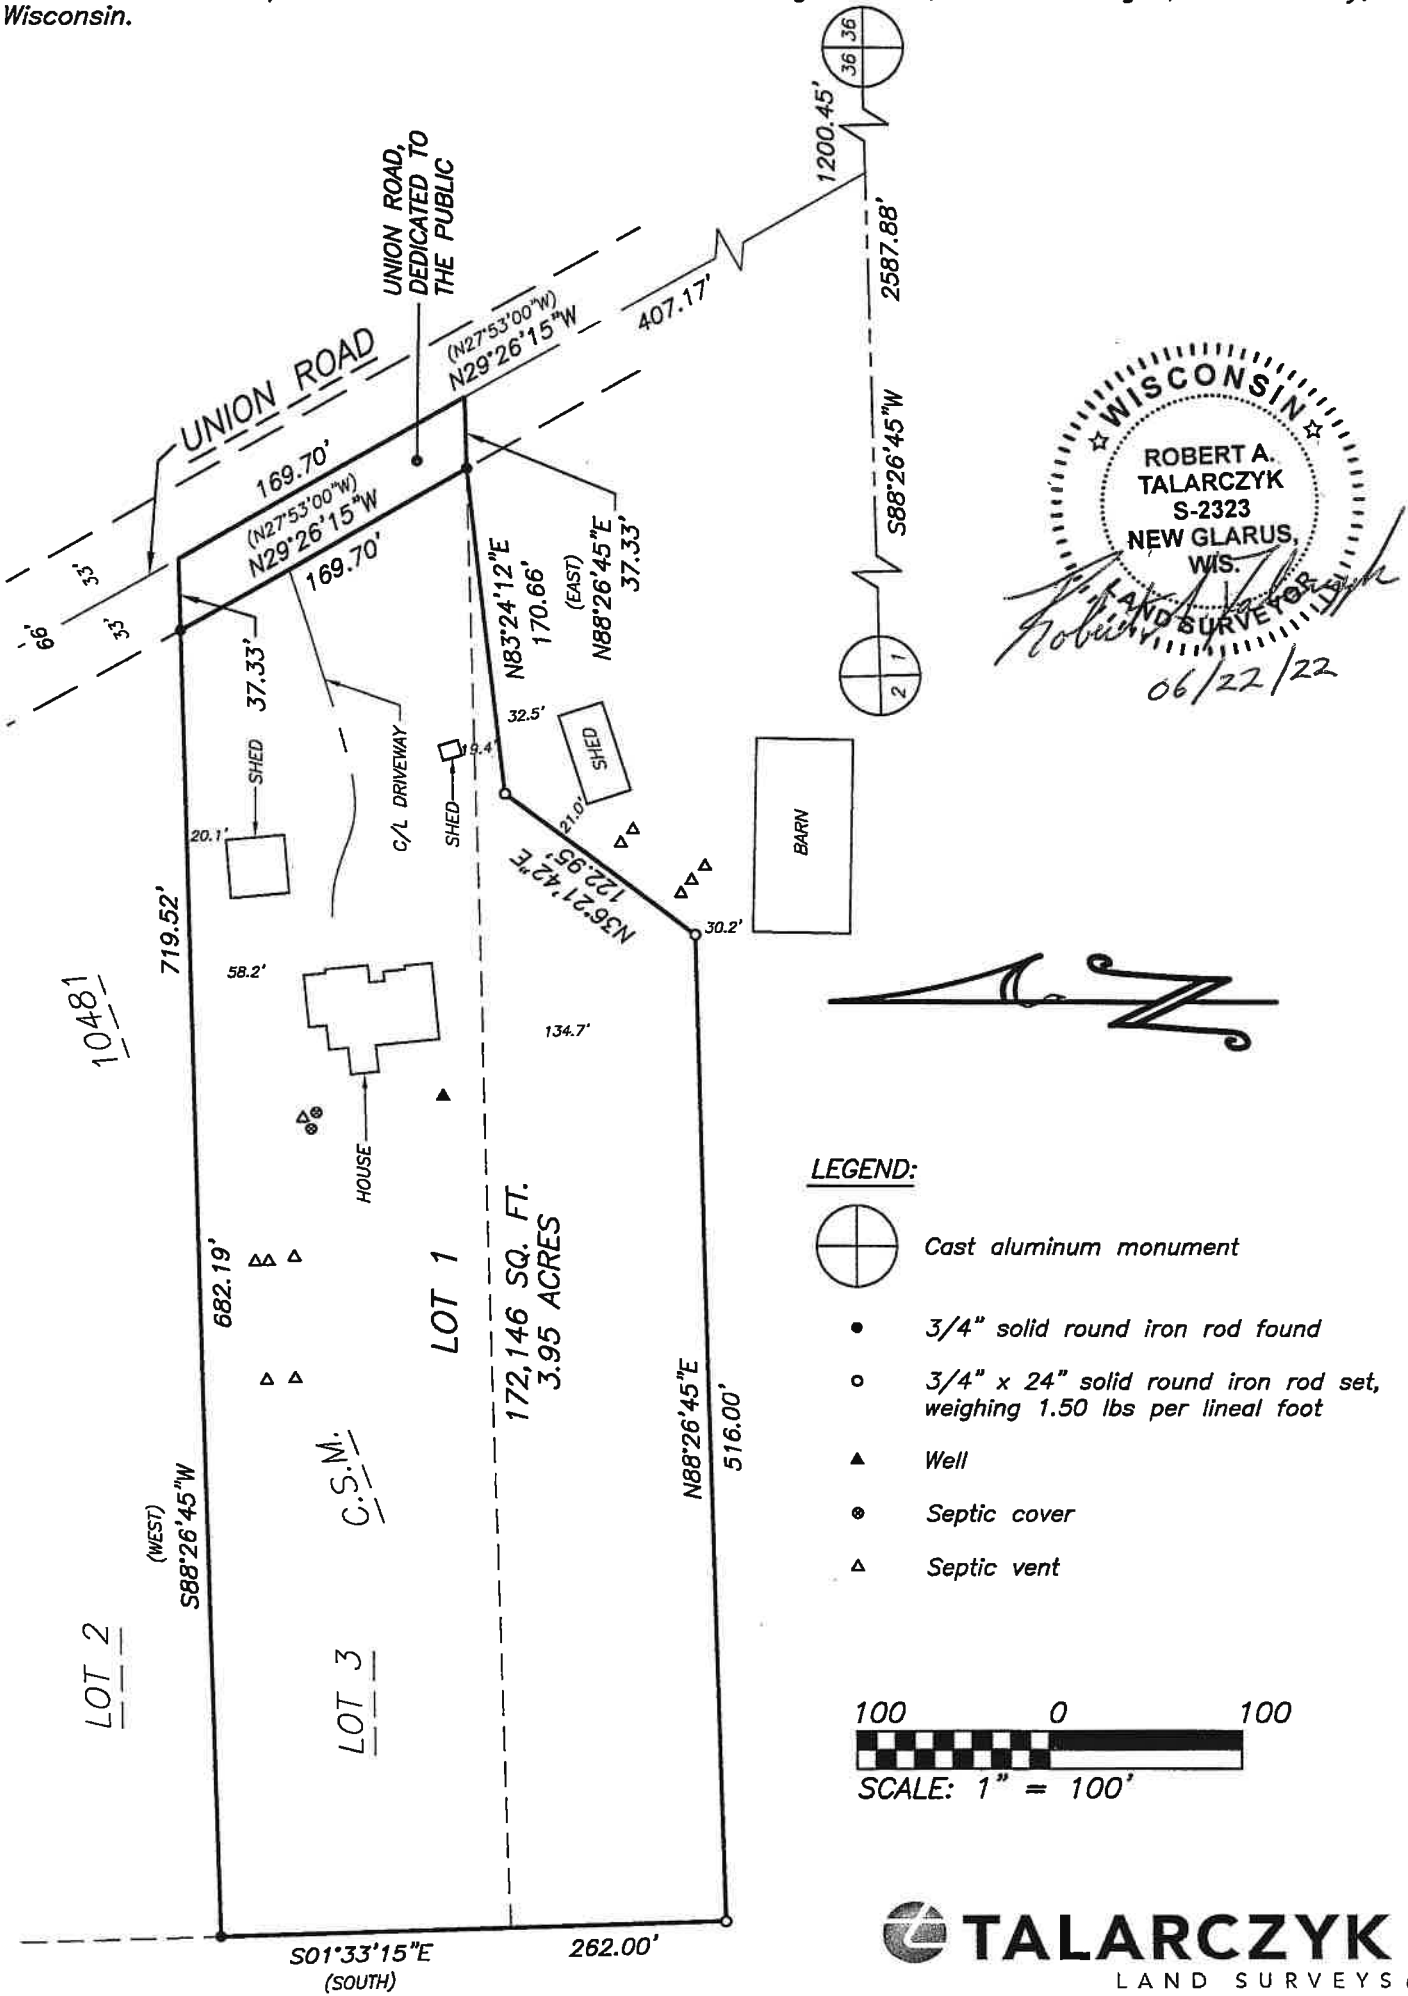 Wisconsin.
36 36
1200.45'
UNION ROAD,
DEDICATED TO
THE PUBLIC
2587.88'
S88°26'45"W
2 1
407.17'
(N27°53'00"W)
N29°26'15"W
UNION ROAD
169.70'
(N27°53'00"W)
N29°26'15"W
169.70'
33'
66'
33'
37.33'
N83°24'12"E
170.66'
(EAST)
N88°26'45"E
37.33'
WISCONSIN
ROBERT A.
TALARCZYK
S-2323
NEW GLARUS,
WIS.
LAND SURVEYOR
06/22/22
SHED
C/L DRIVEWAY
SHED
19.4'
32.5'
SHED
21.0'
20.1'
N36°21'42"E
122.95'
BARN
30.2'
719.52'
58.2'
134.7'
10481
HOUSE
682.19'
LOT 1
172,146 SQ. FT.
3.95 ACRES
N88°26'45"E
516.00'
C.S.M.
(WEST)
S88°26'45"W
LOT 2
LOT 3
S01°33'15"E
(SOUTH)
262.00'
LEGEND:
Cast aluminum monument
3/4" solid round iron rod found
3/4" x 24" solid round iron rod set,
weighing 1.50 lbs per lineal foot
Well
Septic cover
Septic vent
100 0 100
SCALE: 1" = 100'
TALARCZYK
LAND SURVEYS